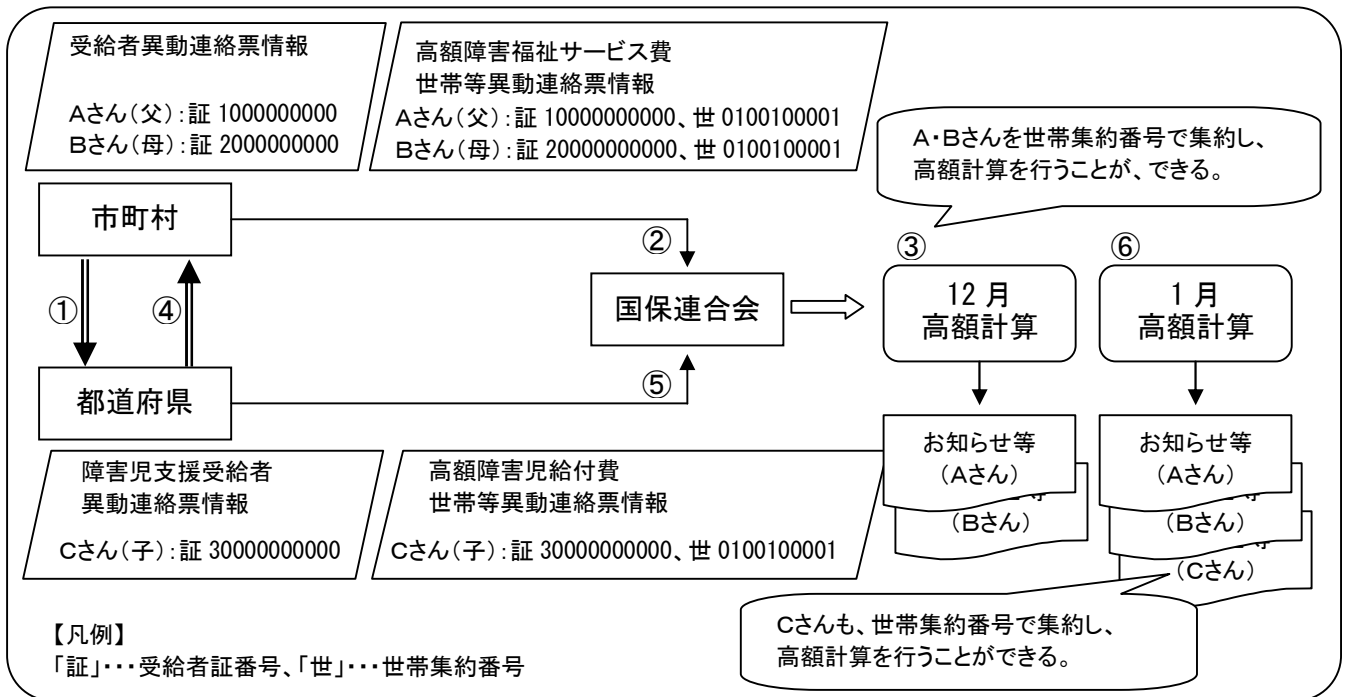 受給者異動連絡票情報
Aさん(父):証 1000000000
Bさん(母):証 2000000000
高額障害福祉サービス費
世帯等異動連絡票情報
Aさん(父):証 10000000000、世 0100100001
Bさん(母):証 20000000000、世 0100100001
A・Bさんを世帯集約番号で集約し、
高額計算を行うことが、できる。
市町村
①
④
都道府県
②
国保連合会
⑤
③
12 月
高額計算
⑥
1 月
高額計算
お知らせ等
(Aさん)
(Bさん)
お知らせ等
(Aさん)
(Bさん)
(Cさん)
障害児支援受給者
異動連絡票情報
Cさん(子):証 30000000000
高額障害児給付費
世帯等異動連絡票情報
Cさん(子):証 30000000000、世 0100100001
Cさんも、世帯集約番号で集約し、
高額計算を行うことができる。
【凡例】
「証」・・・受給者証番号、「世」・・・世帯集約番号